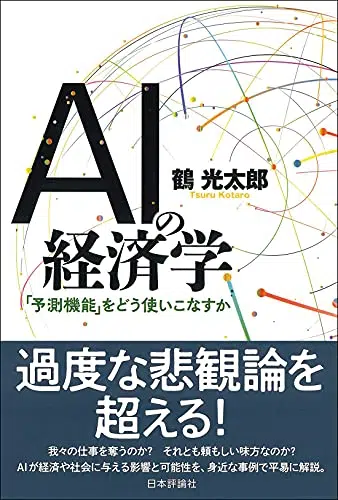 AIの
経済学
鶴 光太郎
Tsuru Kotaro
「予測機能」をどう使いこなすか
過度な悲観論を
超える!
我々の仕事を奪うのか? それとも頼もしい味方なのか?
AIが経済や社会に与える影響と可能性を、身近な事例で平易に解説。
日本評論社